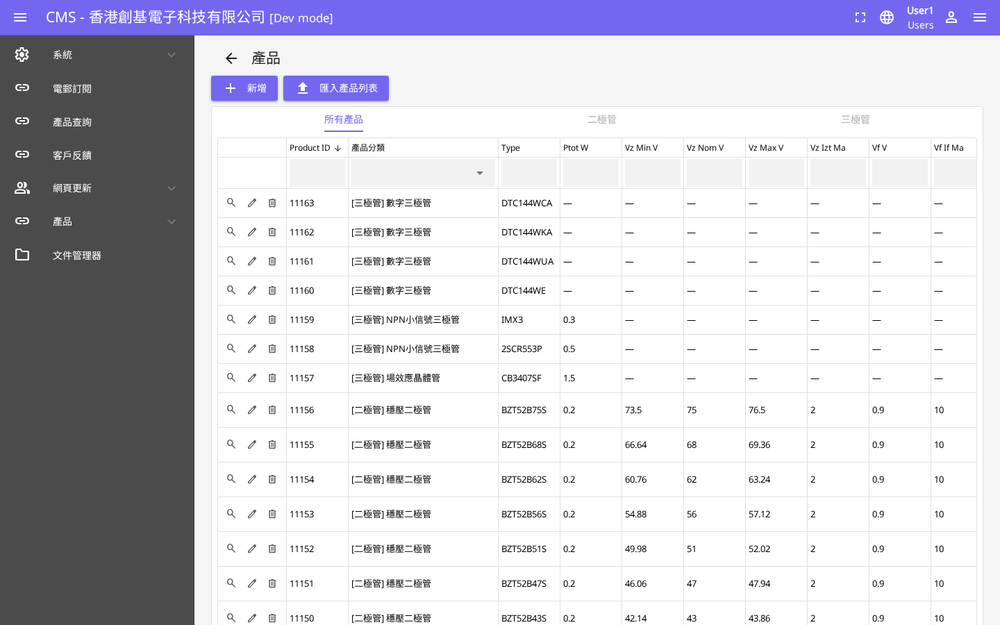 CMS - 香港創基電子科技有限公司 [Dev mode]
User1
Users
系統
電郵訂閱
產品查詢
客戶反饋
網頁更新
產品
文件管理器
產品
新增
匯入產品列表
所有產品 二極管 三極管
Product ID 產品分類 Type Ptot W Vz Min V Vz Nom V Vz Max V Vz Izt Ma Vf V Vf If Ma
11163 [三極管] 數字三極管 DTC144WCA — — — — — — —
11162 [三極管] 數字三極管 DTC144WKA — — — — — — —
11161 [三極管] 數字三極管 DTC144WUA — — — — — — —
11160 [三極管] 數字三極管 DTC144WE — — — — — — —
11159 [三極管] NPN小信號三極管 IMX3 0.3 — — — — — —
11158 [三極管] NPN小信號三極管 2SCR553P 0.5 — — — — — —
11157 [三極管] 場效應晶體管 CB3407SF 1.5 — — — — — —
11156 [二極管] 穩壓二極管 BZT52B75S 0.2 73.5 75 76.5 2 0.9 10
11155 [二極管] 穩壓二極管 BZT52B68S 0.2 66.64 68 69.36 2 0.9 10
11154 [二極管] 穩壓二極管 BZT52B62S 0.2 60.76 62 63.24 2 0.9 10
11153 [二極管] 穩壓二極管 BZT52B56S 0.2 54.88 56 57.12 2 0.9 10
11152 [二極管] 穩壓二極管 BZT52B51S 0.2 49.98 51 52.02 2 0.9 10
11151 [二極管] 穩壓二極管 BZT52B47S 0.2 46.06 47 47.94 2 0.9 10
11150 [二極管] 穩壓二極管 BZT52B43S 0.2 42.14 43 43.86 2 0.9 10